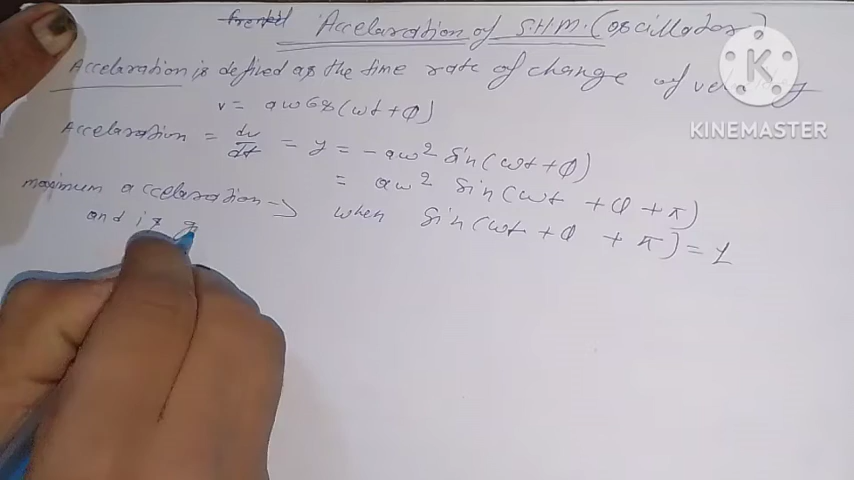 Accelaration of S.H.M. (oscillator)
Accelaration is defined as the time rate of change of velocity
v = aω cos (ωt + φ)
Accelaration = dv/dt = y = -aω² sin (ωt + φ)
= aω² sin (ωt + φ + π)
maximum accelaration → when sin (ωt + φ + π) = 1
and is
K
KINEMASTER